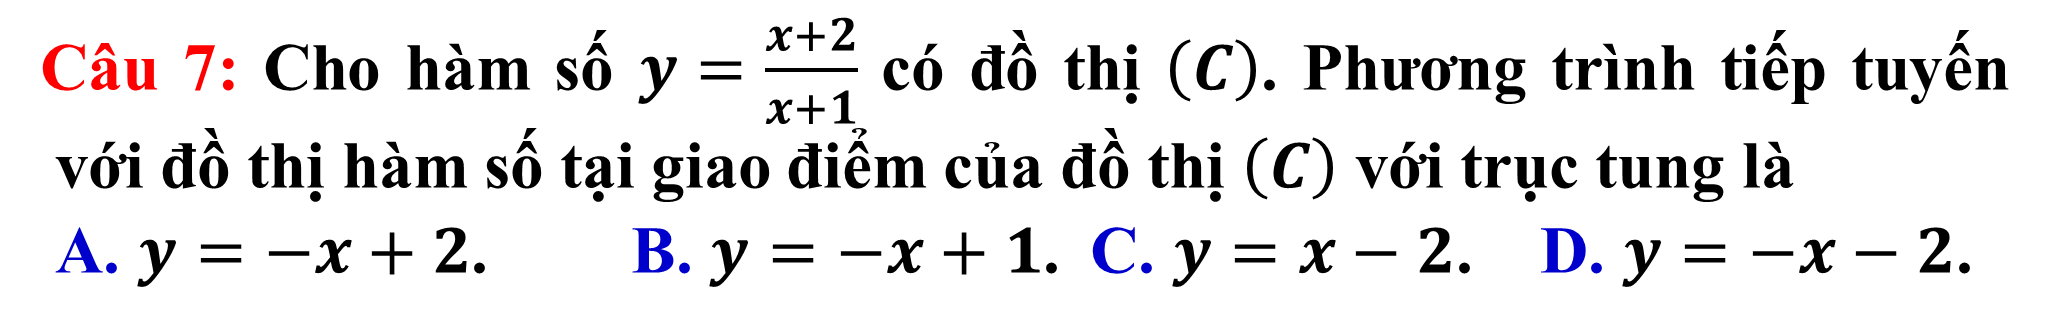 Câu 7: Cho hàm số y = \frac{x+2}{x+1} có đồ thị (C). Phương trình tiếp tuyến
với đồ thị hàm số tại giao điểm của đồ thị (C) với trục tung là
A. y = −x + 2. B. y = −x + 1. C. y = x − 2. D. y = −x − 2.